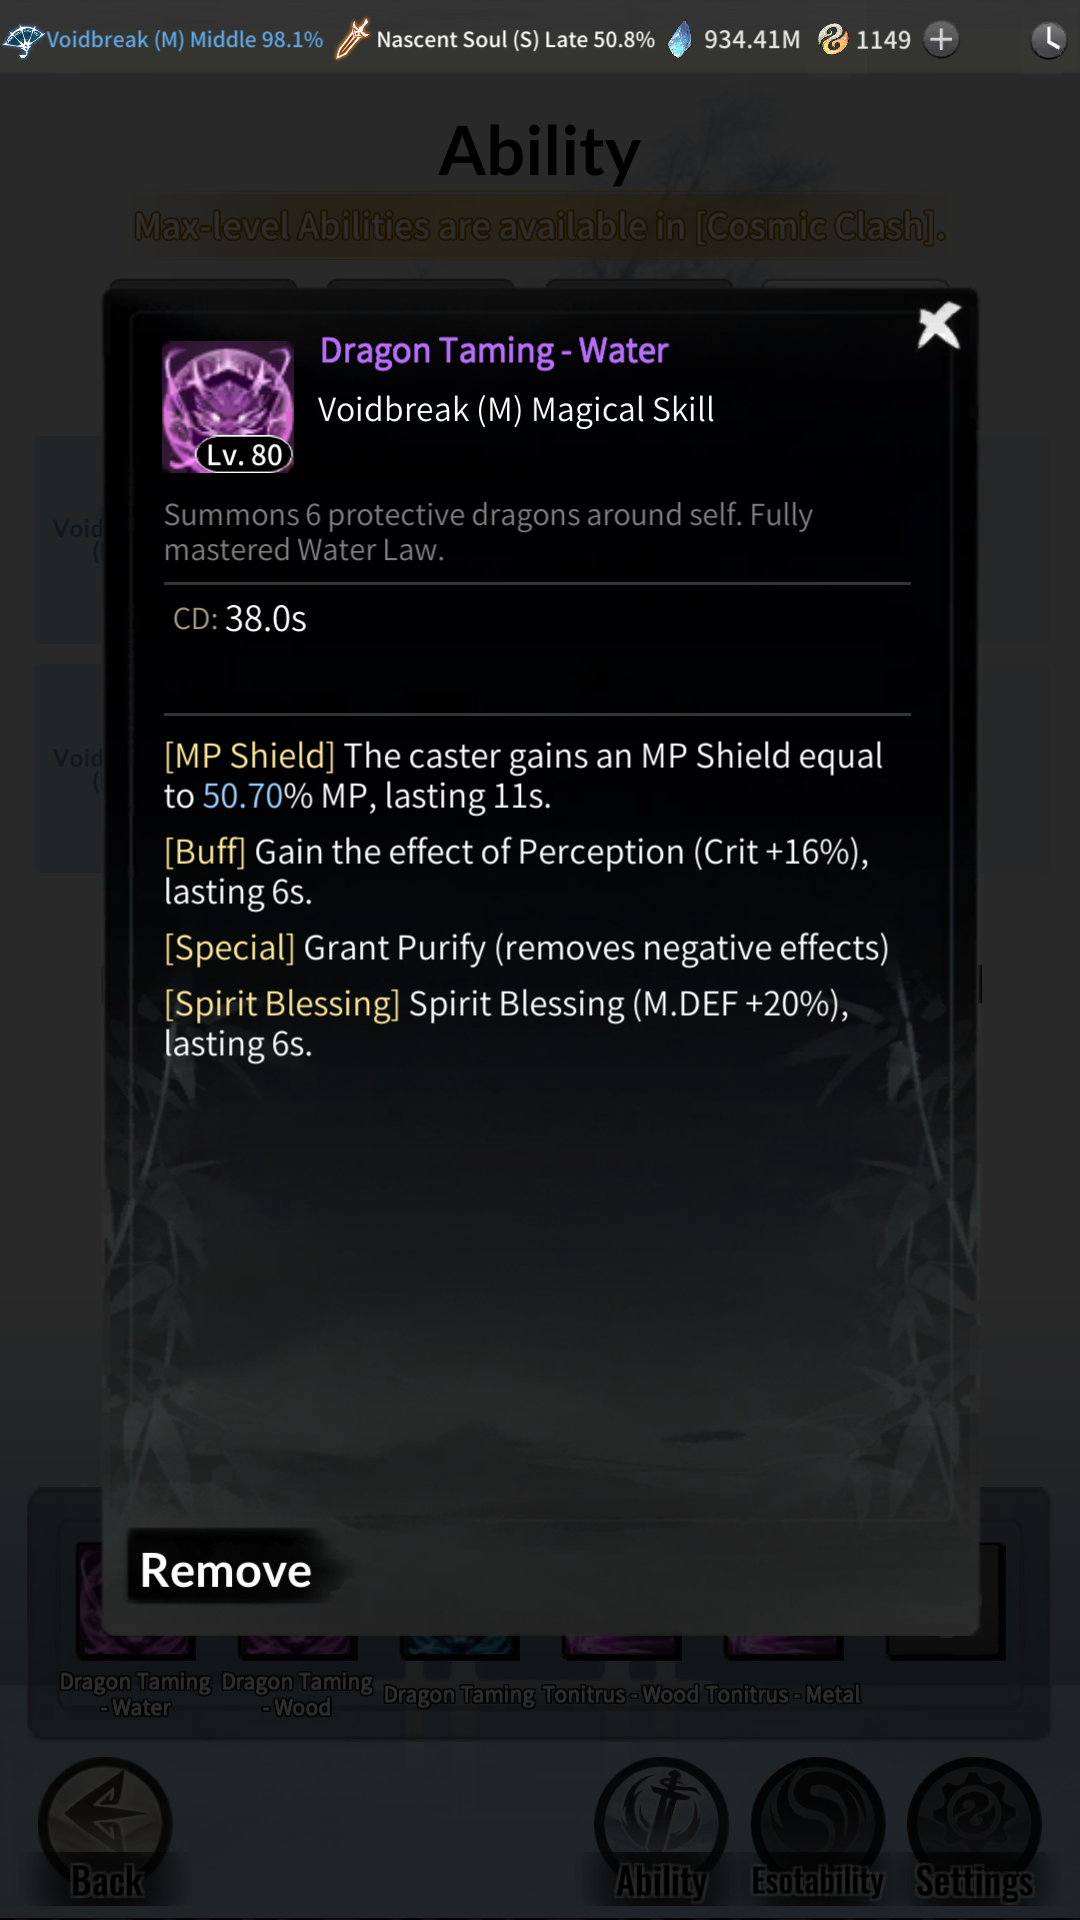 Voidbreak (M) Middle 98.1% Nascent Soul (S) Late 50.8% 934.41M 1149
Ability
Max-level Abilities are available in [Cosmic Clash].
Dragon Taming - Water
Voidbreak (M) Magical Skill
Lv. 80
Summons 6 protective dragons around self. Fully
mastered Water Law.
CD: 38.0s
[MP Shield] The caster gains an MP Shield equal
to 50.70% MP, lasting 11s.
[Buff] Gain the effect of Perception (Crit +16%),
lasting 6s.
[Special] Grant Purify (removes negative effects)
[Spirit Blessing] Spirit Blessing (M.DEF +20%),
lasting 6s.
Remove
Dragon Taming
- Water
Dragon Taming
- Wood
Dragon Taming
Tonitrus - Wood
Tonitrus - Metal
Back
Ability
Esotability
Settings